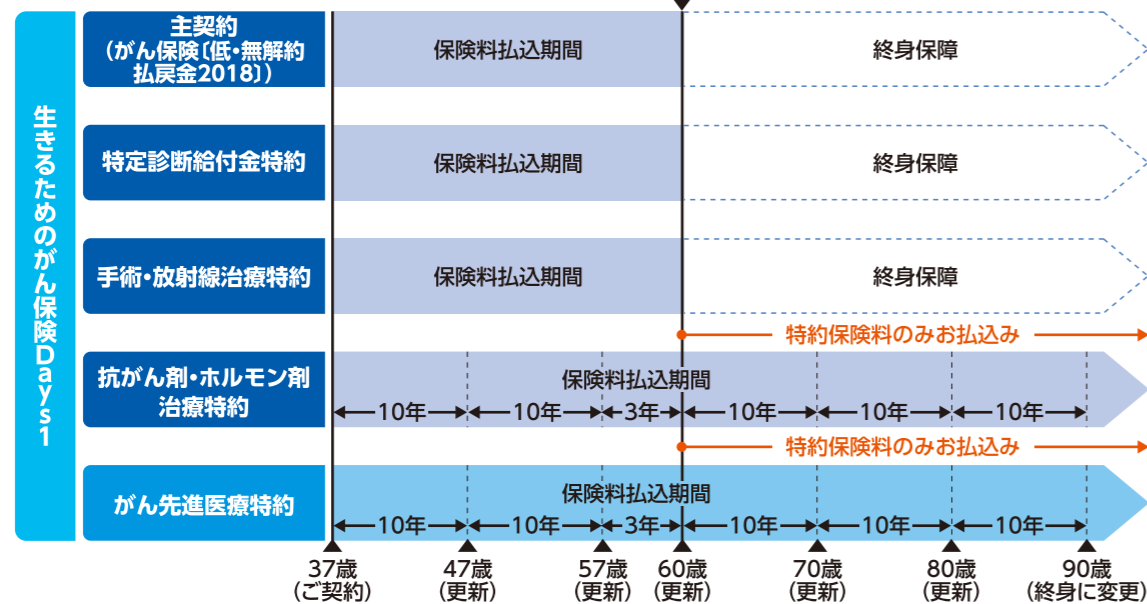 生きるためのがん保険Days1
主契約
(がん保険〔低・無解約
払戻金2018〕)
保険料払込期間
終身保障
特定診断給付金特約
保険料払込期間
終身保障
手術・放射線治療特約
保険料払込期間
終身保障
特約保険料のみお払込み
抗がん剤・ホルモン剤
治療特約
保険料払込期間
10年 10年 3年 10年 10年 10年
特約保険料のみお払込み
がん先進医療特約
保険料払込期間
10年 10年 3年 10年 10年 10年
37歳 47歳 57歳 60歳 70歳 80歳 90歳
(ご契約) (更新) (更新) (更新) (更新) (更新) (終身に変更)